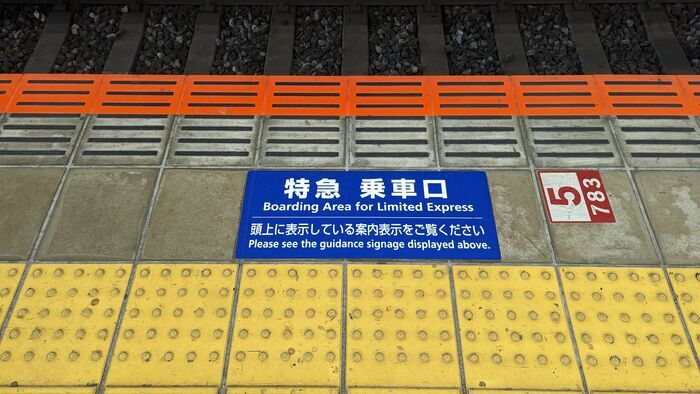 特急 乗車口
Boarding Area for Limited Express
頭上に表示している案内表示をご覧ください
Please see the guidance signage displayed above.
5
783